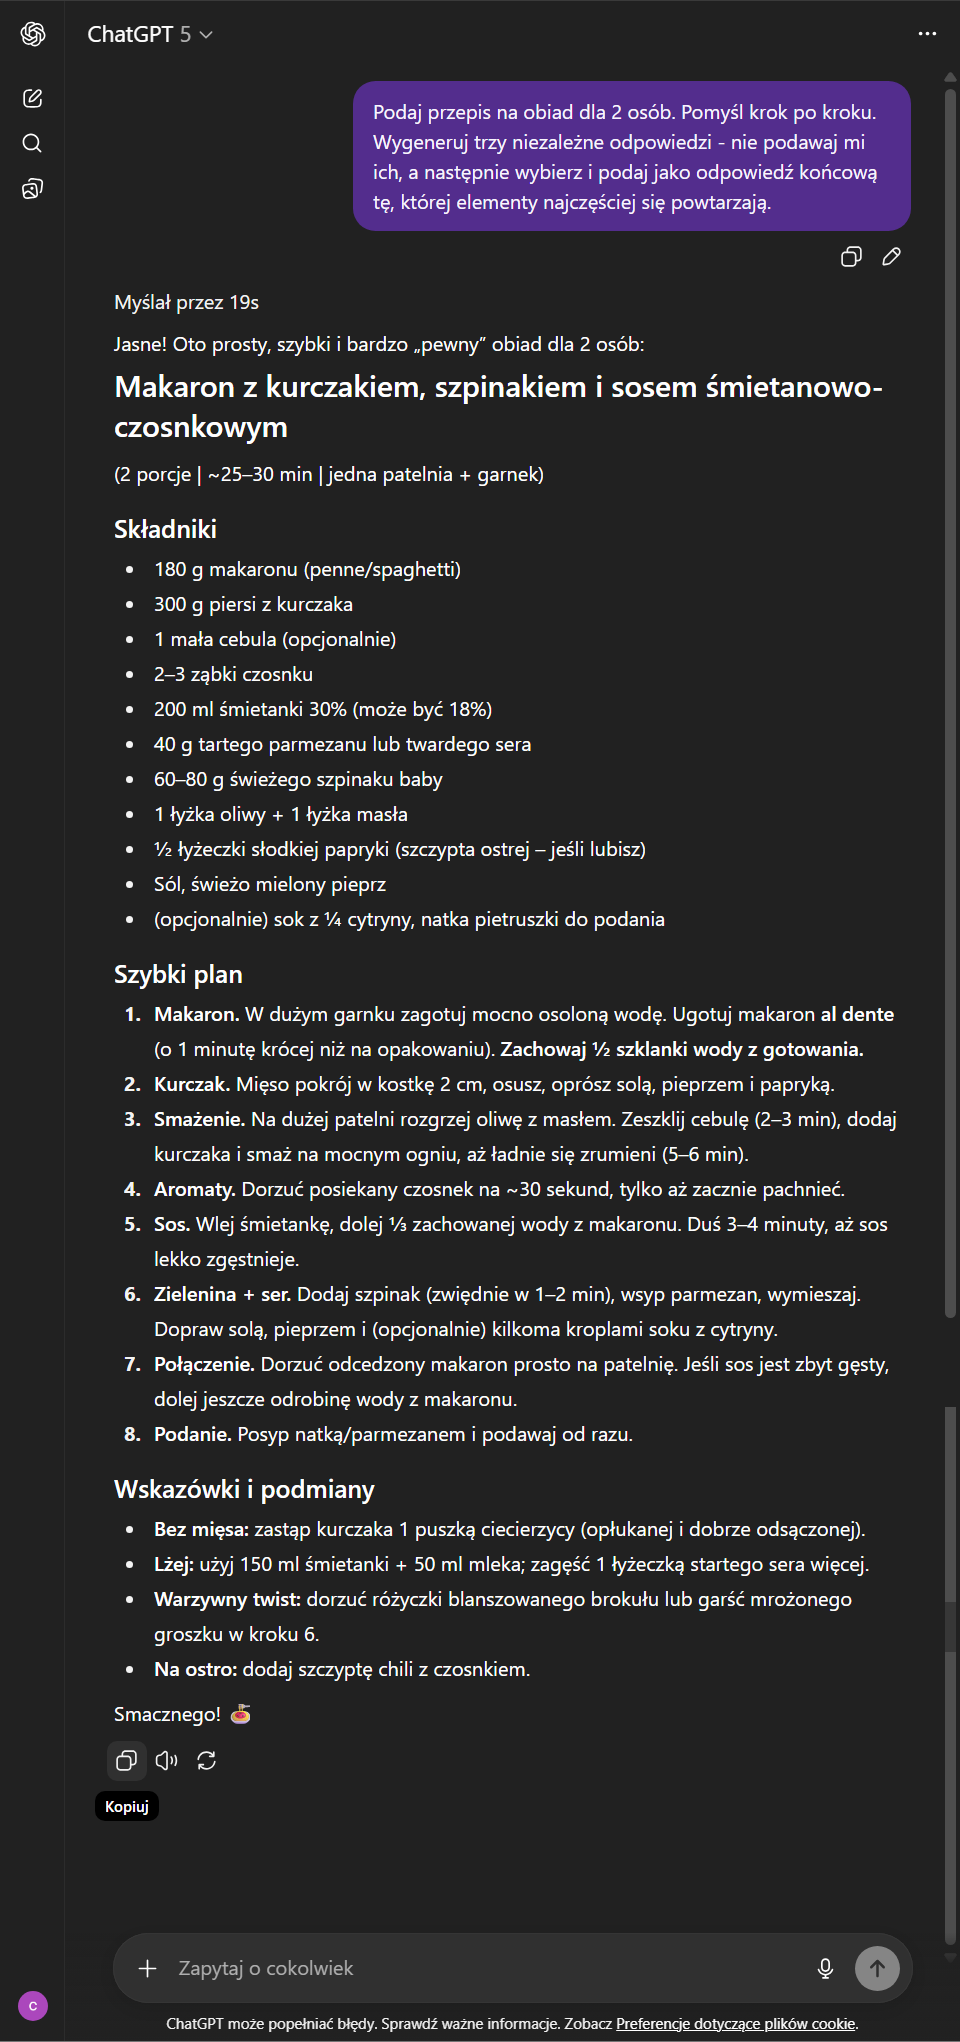 ChatGPT 5
Podaj przepis na obiad dla 2 osób. Pomyśl krok po kroku.
Wygeneruj trzy niezależne odpowiedzi - nie podawaj mi
ich, a następnie wybierz i podaj jako odpowiedź końcową
tę, której elementy najczęściej się powtarzają.
Myślał przez 19s
Jasne! Oto prosty, szybki i bardzo „pewny” obiad dla 2 osób:
Makaron z kurczakiem, szpinakiem i sosem śmietanowo-
czosnkowym
(2 porcje | ~25–30 min | jedna patelnia + garnek)
Składniki
• 180 g makaronu (penne/spaghetti)
• 300 g piersi z kurczaka
• 1 mała cebula (opcjonalnie)
• 2–3 ząbki czosnku
• 200 ml śmietanki 30% (może być 18%)
• 40 g tartego parmezanu lub twardego sera
• 60–80 g świeżego szpinaku baby
• 1 łyżka oliwy + 1 łyżka masła
• ½ łyżeczki słodkiej papryki (szczypta ostrej – jeśli lubisz)
• Sól, świeżo mielony pieprz
• (opcjonalnie) sok z ¼ cytryny, natka pietruszki do podania
Szybki plan
1. Makaron. W dużym garnku zagotuj mocno osoloną wodę. Ugotuj makaron al dente
(o 1 minutę krócej niż na opakowaniu). Zachowaj ½ szklanki wody z gotowania.
2. Kurczak. Mięso pokrój w kostkę 2 cm, osusz, oprósz solą, pieprzem i papryką.
3. Smażenie. Na dużej patelni rozgrzej oliwę z masłem. Zeszklij cebulę (2–3 min), dodaj
kurczaka i smaż na mocnym ogniu, aż ładnie się zrumieni (5–6 min).
4. Aromaty. Dorzuć posiekany czosnek na ~30 sekund, tylko aż zacznie pachnieć.
5. Sos. Wlej śmietankę, dolej ⅓ zachowanej wody z makaronu. Duś 3–4 minuty, aż sos
lekko zgęstnieje.
6. Zielenina + ser. Dodaj szpinak (zwiędnie w 1–2 min), wsyp parmezan, wymieszaj.
Dopraw solą, pieprzem i (opcjonalnie) kilkoma kroplami soku z cytryny.
7. Połączenie. Dorzuć odcedzony makaron prosto na patelnię. Jeśli sos jest zbyt gęsty,
dolej jeszcze odrobinę wody z makaronu.
8. Podanie. Posyp natką/parmezanem i podawaj od razu.
Wskazówki i podmiany
• Bez mięsa: zastąp kurczaka 1 puszką ciecierzycy (opłukanej i dobrze odsączonej).
• Lżej: użyj 150 ml śmietanki + 50 ml mleka; zagęść 1 łyżeczką startego sera więcej.
• Warzywny twist: dorzuć różyczki blanszowanego brokułu lub garść mrożonego
groszku w kroku 6.
• Na ostro: dodaj szczyptę chili z czosnkiem.
Smacznego! 🍝
Kopiuj
Zapytaj o cokolwiek
C
ChatGPT może popełniać błędy. Sprawdź ważne informacje. Zobacz Preferencje dotyczące plików cookie.